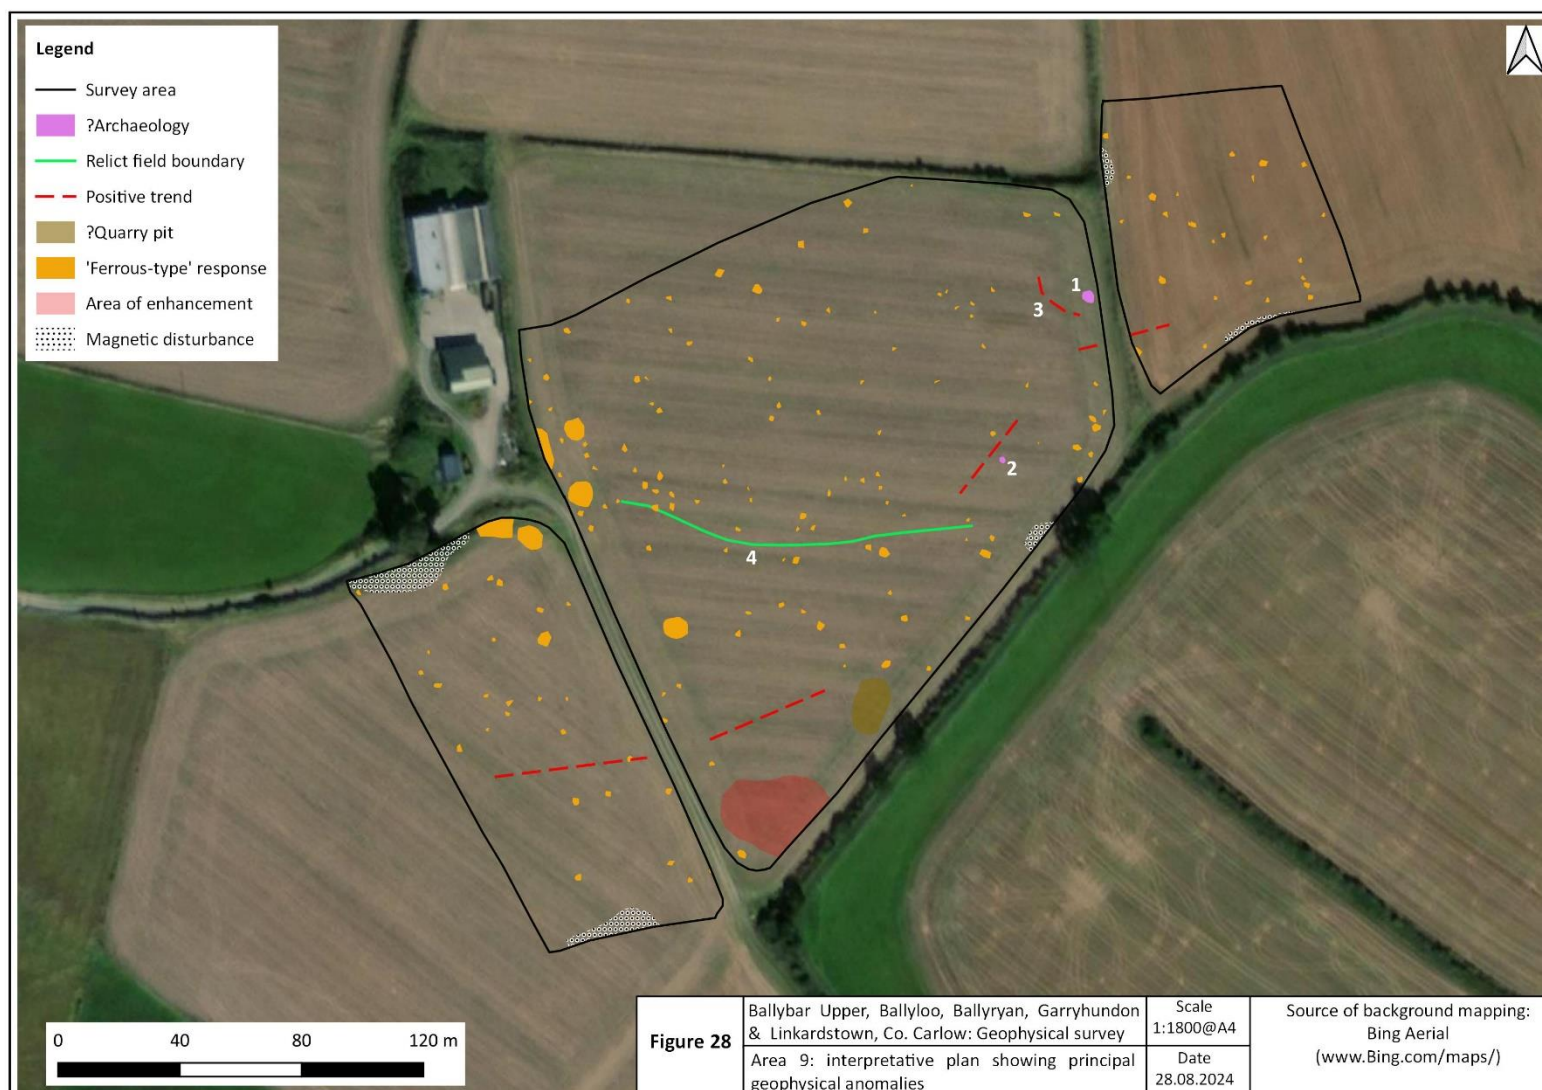 Legend
Survey area
?Archaeology
Relict field boundary
Positive trend
?Quarry pit
'Ferrous-type' response
Area of enhancement
Magnetic disturbance
1
3
2
4
0 40 80 120 m
Figure 28
Ballybar Upper, Ballyloo, Ballyryan, Garryhundon
& Linkardstown, Co. Carlow: Geophysical survey
Area 9: interpretative plan showing principal
geophysical anomalies
Scale
1:1800@A4
Date
28.08.2024
Source of background mapping:
Bing Aerial
(www.Bing.com/maps/)